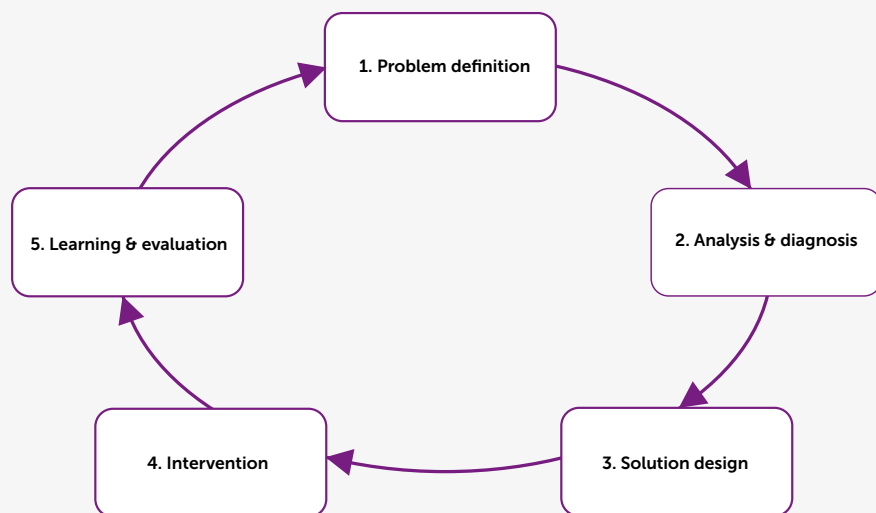 1. Problem definition
2. Analysis & diagnosis
3. Solution design
4. Intervention
5. Learning & evaluation